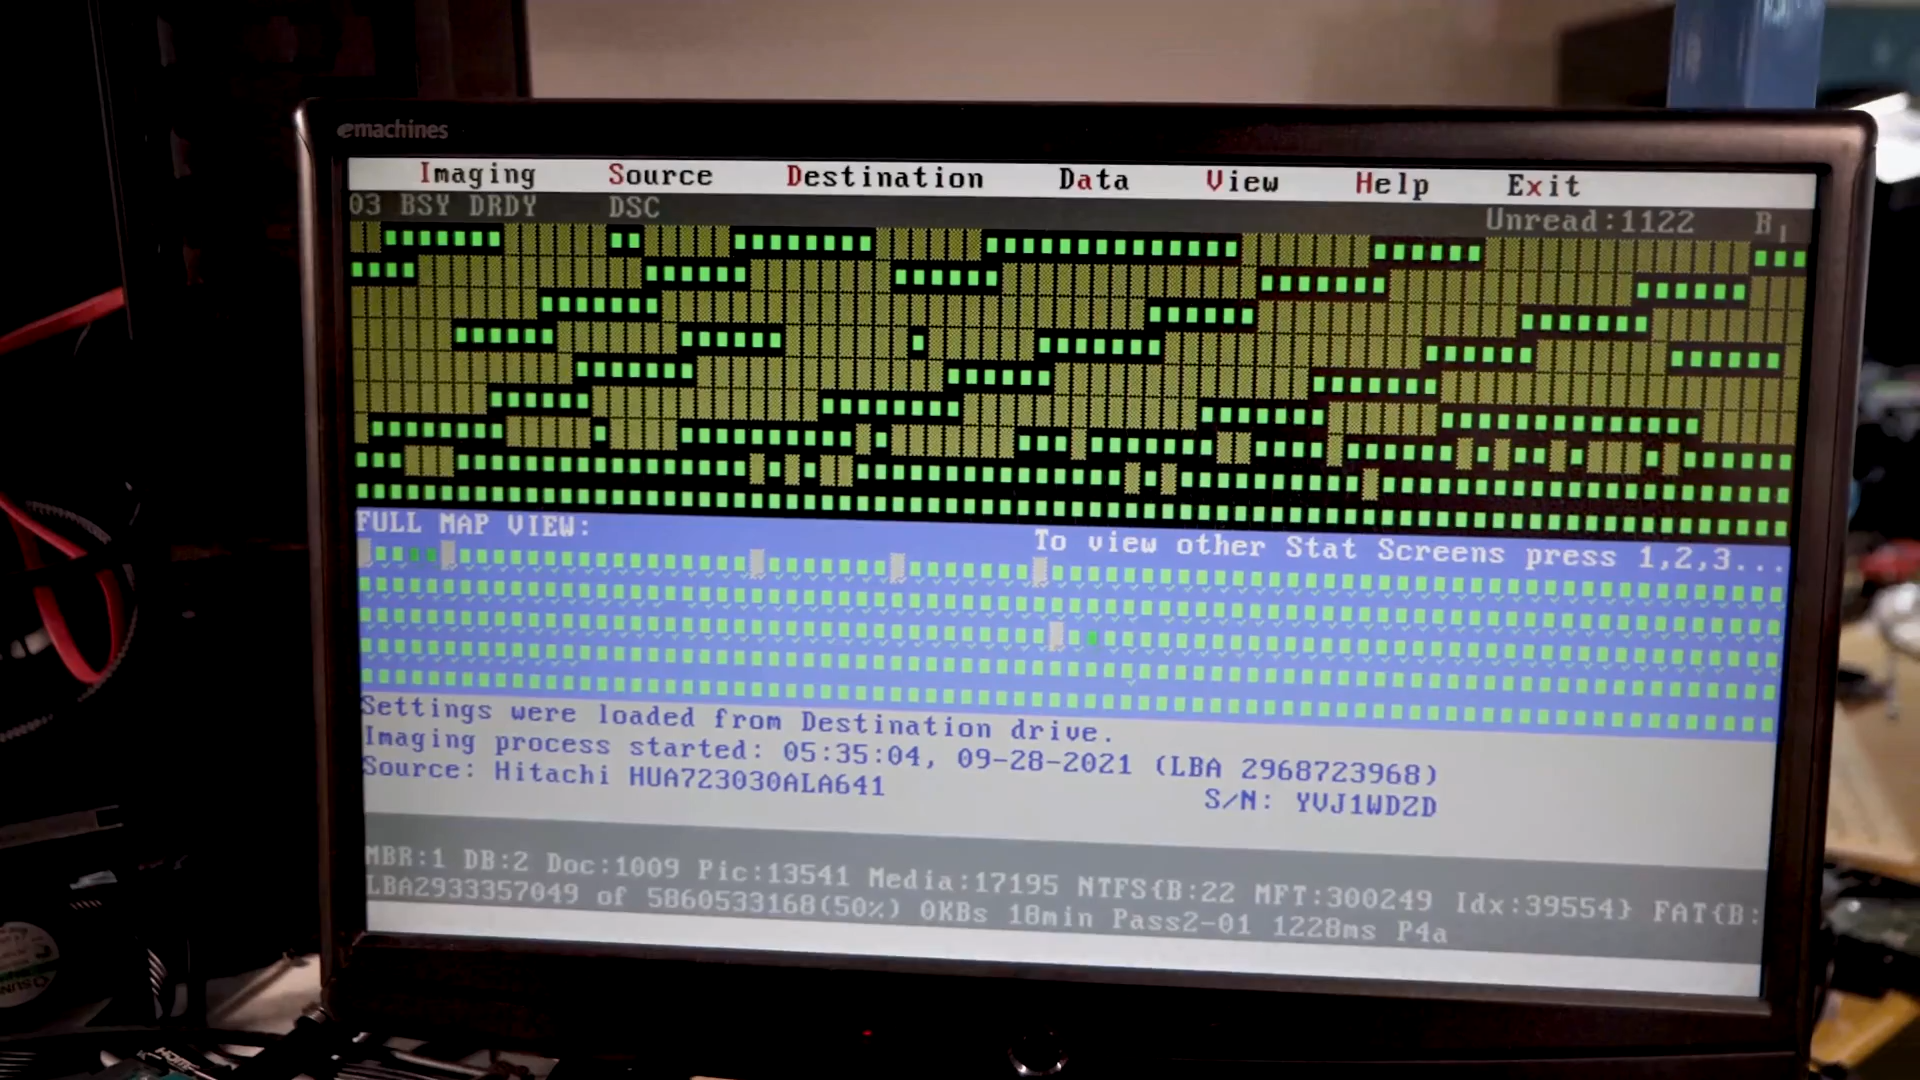 emachines
Imaging Source Destination Data View Help Exit
03 BSY DRDY DSC Unread:1122 B
FULL MAP VIEW:
To view other Stat Screens press 1,2,3...
Settings were loaded from Destination drive.
Imaging process started: 05:35:04, 09-28-2021 (LBA 2968723968)
Source: Hitachi HUA723030ALA641 S/N: YVJ1WDZD
MBR:1 DB:2 Doc:1009 Pic:13541 Media:17195 NTFS{B:22 MFT:300249 Idx:39554} FAT{B:
LBA2933357049 of 5860533168(50%) 0KBs 18min Pass2-01 1228ms P4a